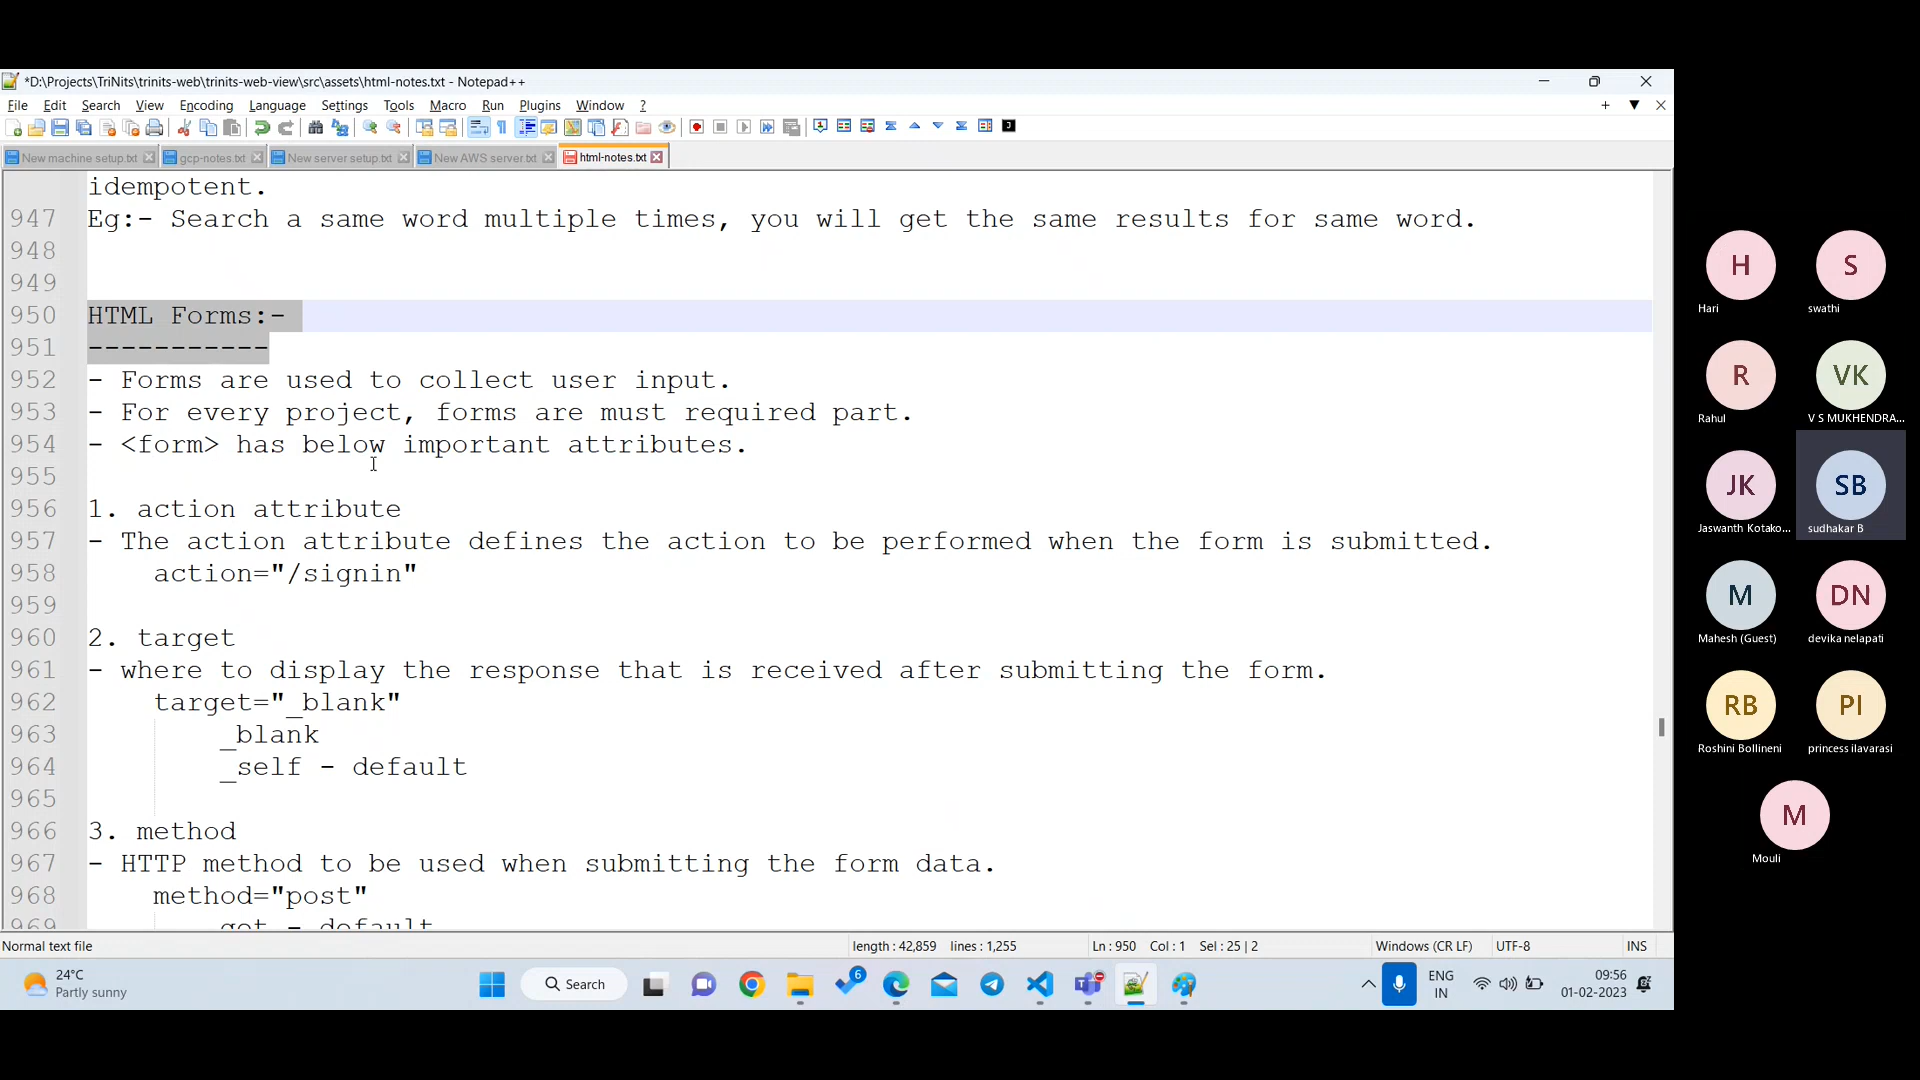 *D:\Projects\TriNits\trinits-web\trinits-web-view\src\assets\html-notes.txt - Notepad++
File Edit Search View Encoding Language Settings Tools Macro Run Plugins Window ?
New machine setup.txt gcp-notes.txt New server setup.txt New AWS server.txt html-notes.txt
idempotent.
947 Eg:- Search a same word multiple times, you will get the same results for same word.
948
949
950 HTML Forms:-
951 -----------
952 - Forms are used to collect user input.
953 - For every project, forms are must required part.
954 - <form> has below important attributes.
955
956 1. action attribute
957 - The action attribute defines the action to be performed when the form is submitted.
958 action="/signin"
959
960 2. target
961 - where to display the response that is received after submitting the form.
962 target="_blank"
963 _blank
964 _self - default
965
966 3. method
967 - HTTP method to be used when submitting the form data.
968 method="post"
969 get - default
Normal text file length : 42,859 lines : 1,255 Ln : 950 Col : 1 Sel : 25 | 2 Windows (CR LF) UTF-8 INS
24°C
Partly sunny
Search
6
ENG
IN
09:56
01-02-2023
H
Hari
S
swathi
R
Rahul
VK
V S MUKHENDRA...
JK
Jaswanth Kotako...
SB
sudhakar B
M
Mahesh (Guest)
DN
devika nelapati
RB
Roshini Bollineni
PI
princess ilavarasi
M
Mouli